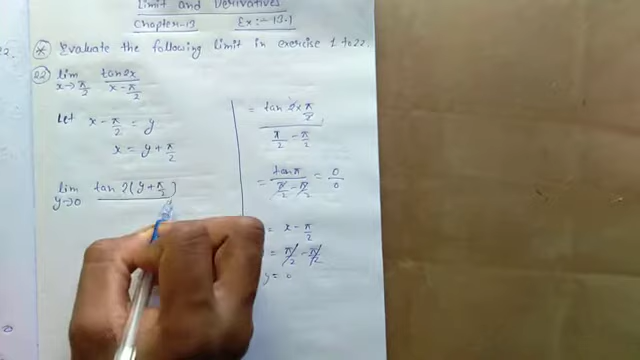 Limit and Derivatives
Chapter-13 Ex:-13.1
* Evaluate the following limit in exercise 1 to 22.
22 lim x→π/2 tan2x / x-π/2
Let x - π/2 = y
x = y + π/2
lim y→0 tan 2(y+π/2) / y
= tan 2×π/2 / π/2 - π/2
= tanπ / π/2 - π/2 = 0/0
= x - π/2
= π/2 - π/2
y = 0